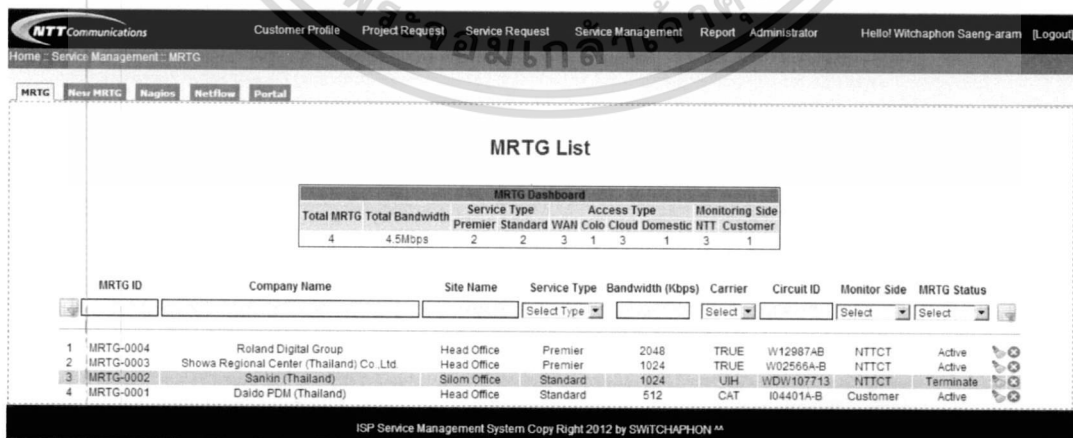 NTT Communications
Customer Profile Project Request Service Request Service Management Report Administrator Hello! Witchaphon Saeng-aram [Logout]
Home :: Service Management :: MRTG
MRTG New MRTG Nagios Netflow Portal
MRTG List
MRTG Dashboard
Total MRTG Total Bandwidth Service Type Access Type Monitoring Side
Premier Standard WAN Colo Cloud Domestic NTT Customer
4 4.5Mbps 2 2 3 1 3 1 3 1
MRTG ID Company Name Site Name Service Type Bandwidth (Kbps) Carrier Circuit ID Monitor Side MRTG Status
Select Type Select Select Select
1 MRTG-0004 Roland Digital Group Head Office Premier 2048 TRUE W12987AB NTTCT Active
2 MRTG-0003 Showa Regional Center (Thailand) Co.,Ltd. Head Office Premier 1024 TRUE W02566A-B NTTCT Active
3 MRTG-0002 Sankin (Thailand) Silom Office Standard 1024 UIH WDW107713 NTTCT Terminate
4 MRTG-0001 Daido PDM (Thailand) Head Office Standard 512 CAT I04401A-B Customer Active
ISP Service Management System Copy Right 2012 by SWiTCHAPHON ^^